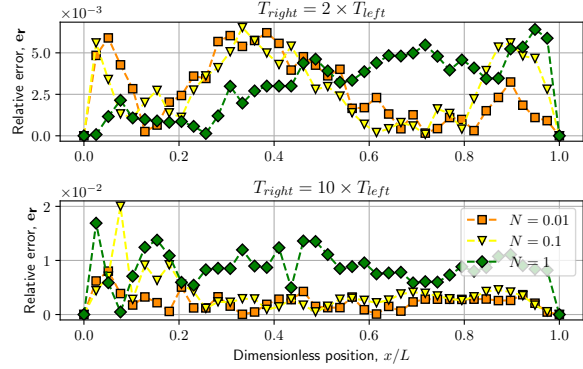 ×10⁻³
T_right = 2 × T_left
Relative error, e_r
5.0
2.5
0.0
0.0
0.2
0.4
0.6
0.8
1.0
×10⁻²
T_right = 10 × T_left
Relative error, e_r
2
1
0
N = 0.01
N = 0.1
N = 1
0.0
0.2
0.4
0.6
0.8
1.0
Dimensionless position, x/L